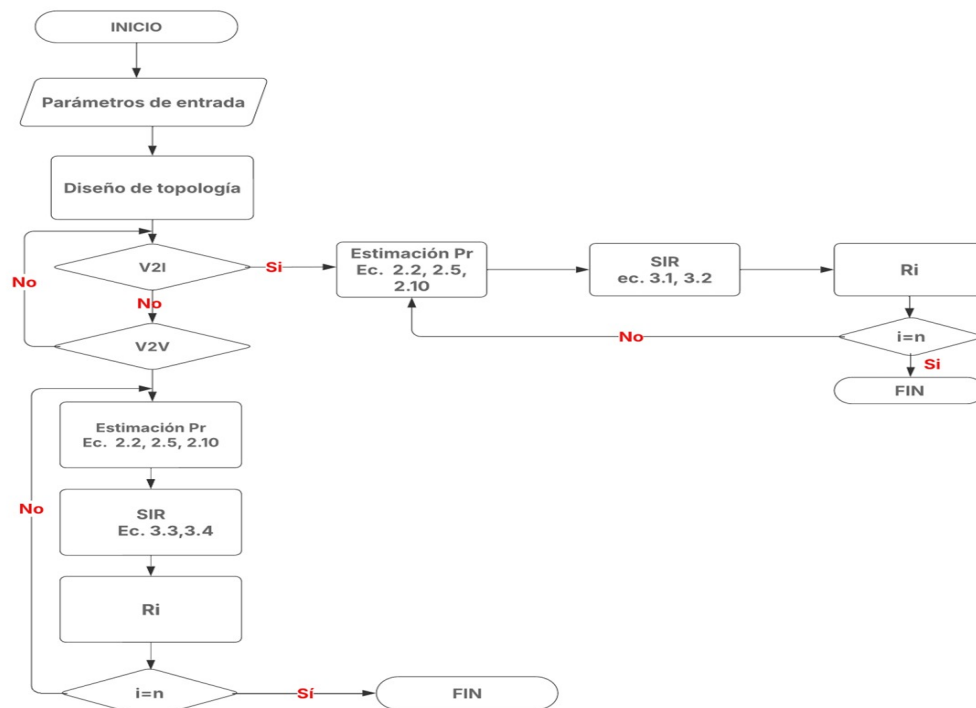 INICIO
Parámetros de entrada
Diseño de topología
V2I
Si
No
No
V2V
Estimación Pr
Ec. 2.2, 2.5,
2.10
SIR
ec. 3.1, 3.2
Ri
i=n
No
Si
FIN
Estimación Pr
Ec. 2.2, 2.5, 2.10
SIR
Ec. 3.3,3.4
Ri
No
i=n
Sí
FIN